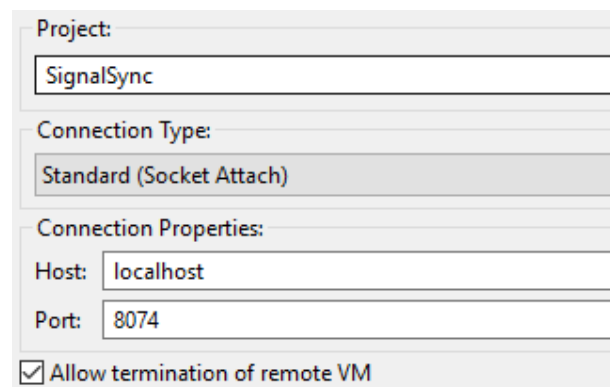 Project:
SignalSync
Connection Type:
Standard (Socket Attach)
Connection Properties:
Host: localhost
Port: 8074
Allow termination of remote VM